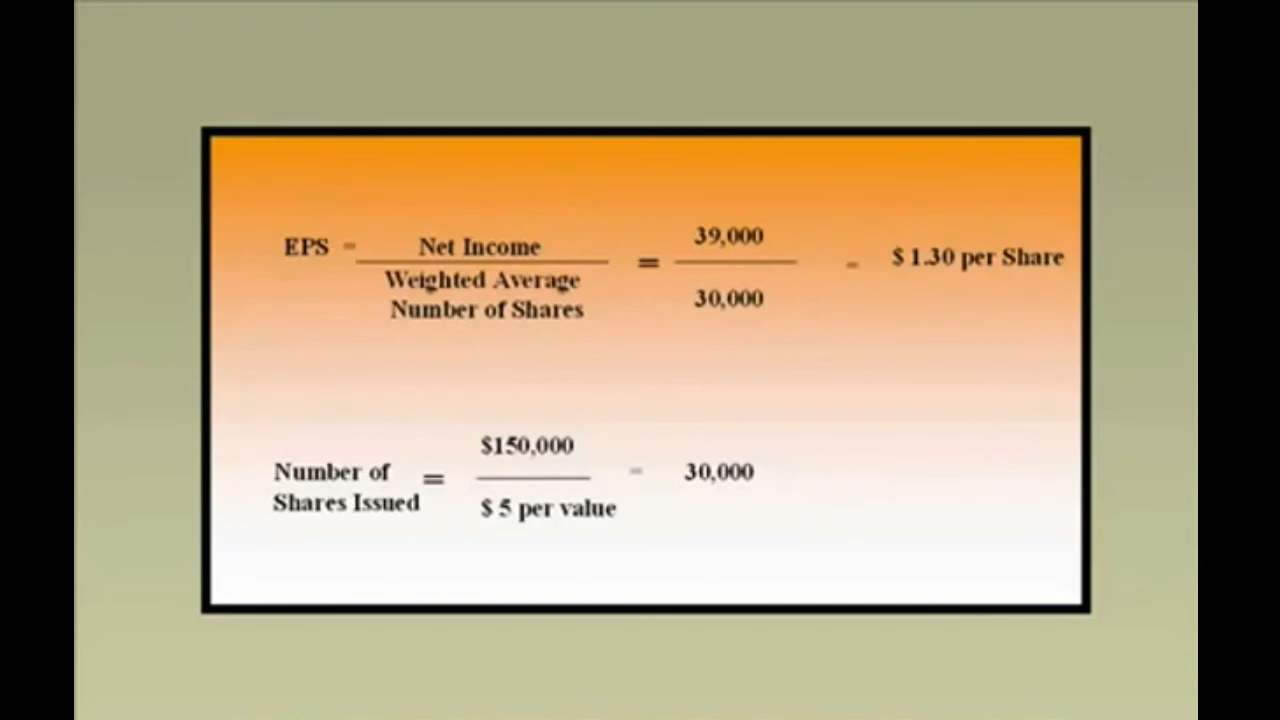 EPS = Net Income = 39,000 = $ 1.30 per Share
Weighted Average 30,000
Number of Shares
$150,000
Number of = 30,000
Shares Issued $ 5 per value